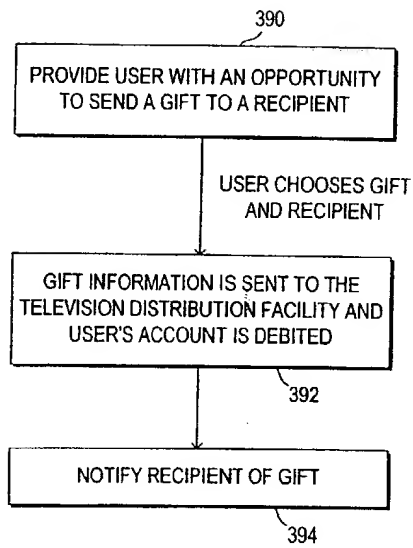 390
PROVIDE USER WITH AN OPPORTUNITY
TO SEND A GIFT TO A RECIPIENT
USER CHOOSES GIFT
AND RECIPIENT
GIFT INFORMATION IS SENT TO THE
TELEVISION DISTRIBUTION FACILITY AND
USER'S ACCOUNT IS DEBITED
392
NOTIFY RECIPIENT OF GIFT
394